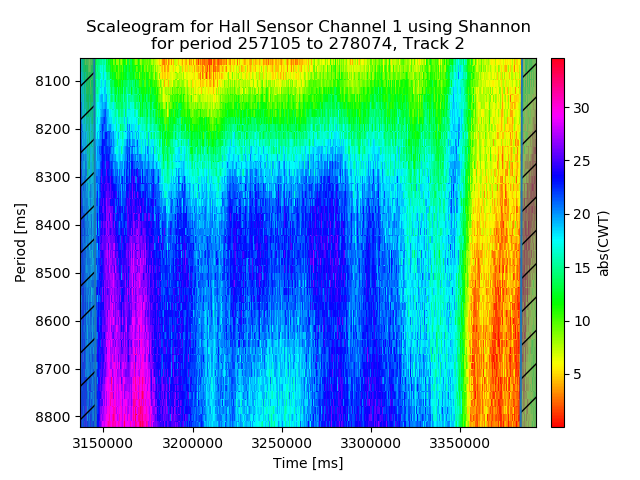 Scaleogram for Hall Sensor Channel 1 using Shannon
for period 257105 to 278074, Track 2
8100
8200
8300
8400
8500
8600
8700
8800
Period [ms]
3150000 3200000 3250000 3300000 3350000
Time [ms]
30
25
20
15
10
5
abs(CWT)